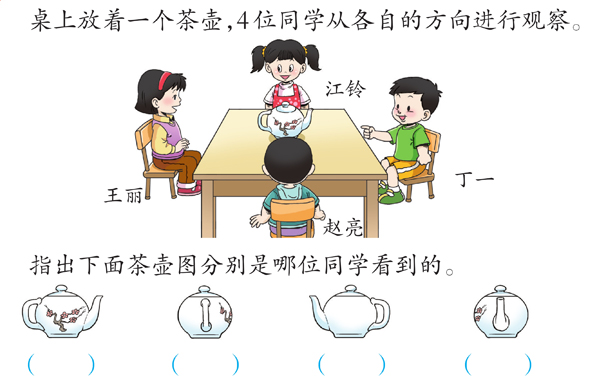 桌上放着一个茶壶,4位同学从各自的方向进行观察。
江铃
王丽
丁一
赵亮
指出下面茶壶图分别是哪位同学看到的。
(    ) (    ) (    ) (    )